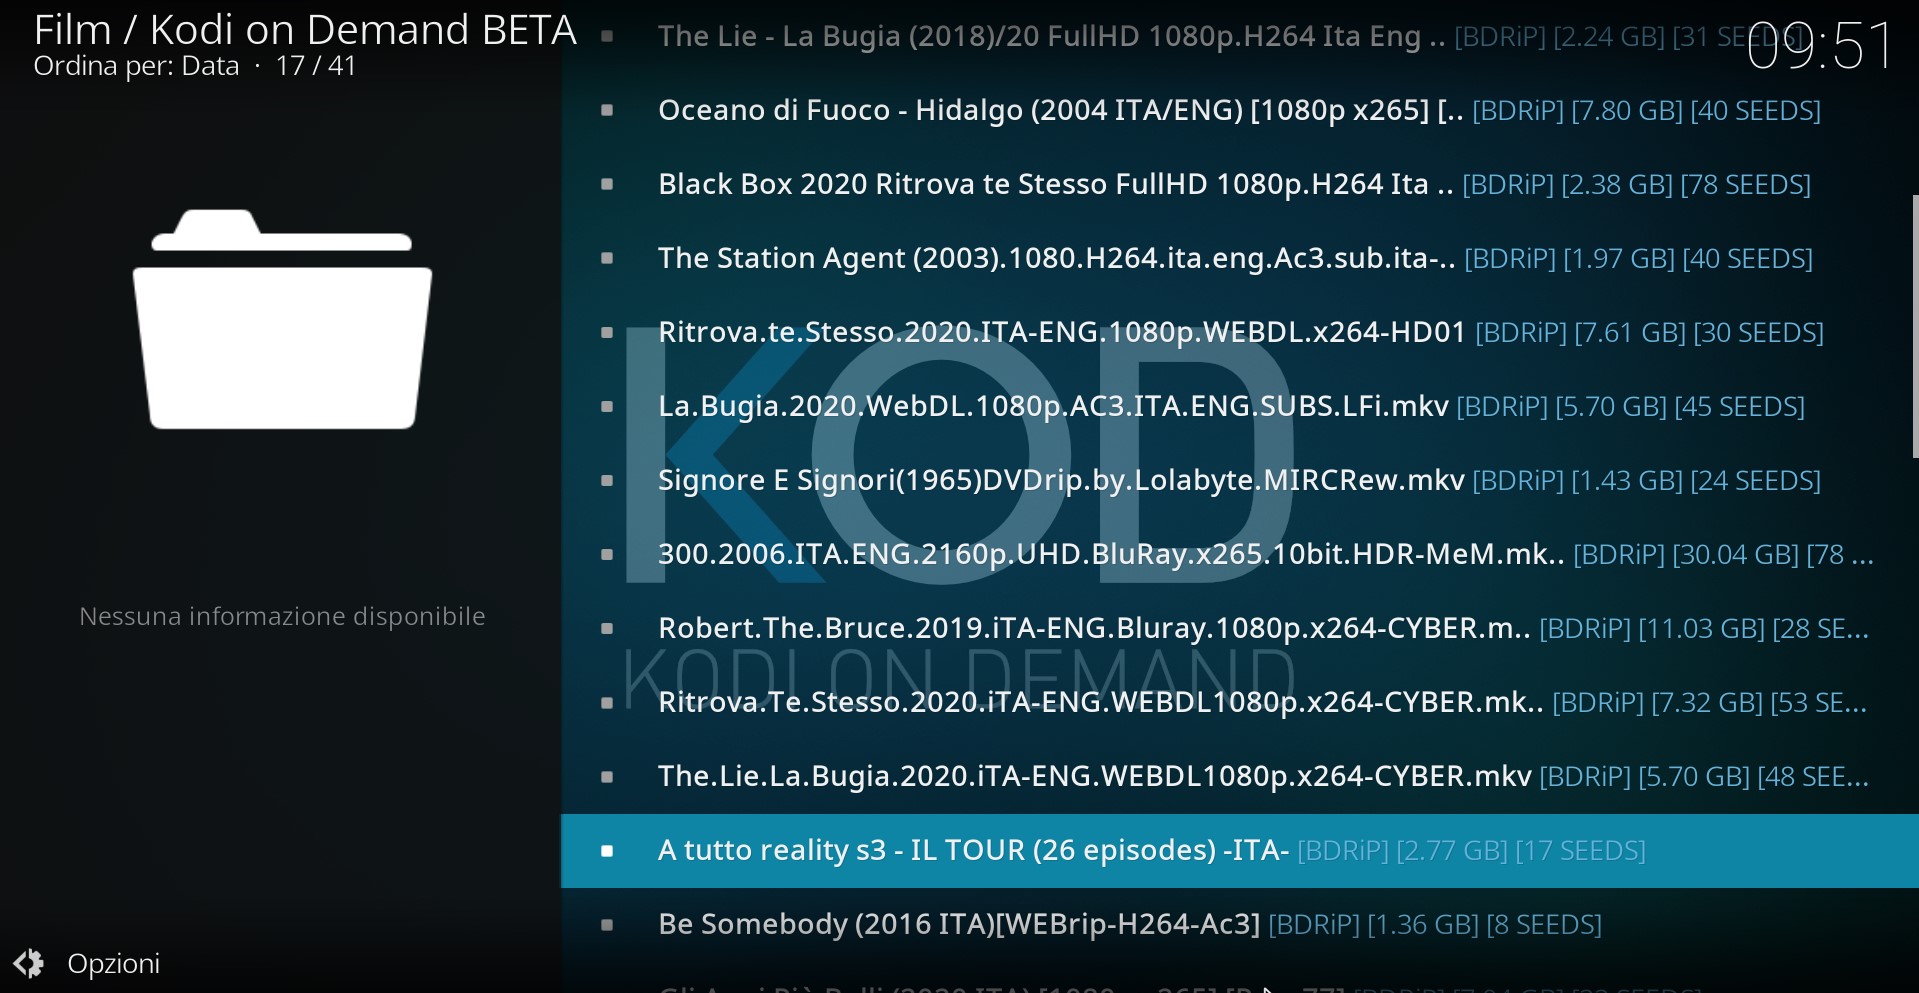 Film / Kodi on Demand BETA
Ordina per: Data · 17 / 41
09:51
The Lie - La Bugia (2018)/20 FullHD 1080p.H264 Ita Eng .. [BDRiP] [2.24 GB] [31 SEEDS]
Oceano di Fuoco - Hidalgo (2004 ITA/ENG) [1080p x265] [.. [BDRiP] [7.80 GB] [40 SEEDS]
Black Box 2020 Ritrova te Stesso FullHD 1080p.H264 Ita .. [BDRiP] [2.38 GB] [78 SEEDS]
The Station Agent (2003).1080.H264.ita.eng.Ac3.sub.ita-.. [BDRiP] [1.97 GB] [40 SEEDS]
Ritrova.te.Stesso.2020.ITA-ENG.1080p.WEBDL.x264-HD01 [BDRiP] [7.61 GB] [30 SEEDS]
La.Bugia.2020.WebDL.1080p.AC3.ITA.ENG.SUBS.LFi.mkv [BDRiP] [5.70 GB] [45 SEEDS]
Signore E Signori(1965)DVDrip.by.Lolabyte.MIRCRew.mkv [BDRiP] [1.43 GB] [24 SEEDS]
300.2006.ITA.ENG.2160p.UHD.BluRay.x265.10bit.HDR-MeM.mk.. [BDRiP] [30.04 GB] [78 ...
Robert.The.Bruce.2019.iTA-ENG.Bluray.1080p.x264-CYBER.m.. [BDRiP] [11.03 GB] [28 SE...
Ritrova.Te.Stesso.2020.iTA-ENG.WEBDL1080p.x264-CYBER.mk.. [BDRiP] [7.32 GB] [53 SE...
The.Lie.La.Bugia.2020.iTA-ENG.WEBDL1080p.x264-CYBER.mkv [BDRiP] [5.70 GB] [48 SEE...
A tutto reality s3 - IL TOUR (26 episodes) -ITA- [BDRiP] [2.77 GB] [17 SEEDS]
Be Somebody (2016 ITA)[WEBrip-H264-Ac3] [BDRiP] [1.36 GB] [8 SEEDS]
KOD
KODI ON DEMAND
Nessuna informazione disponibile
Opzioni